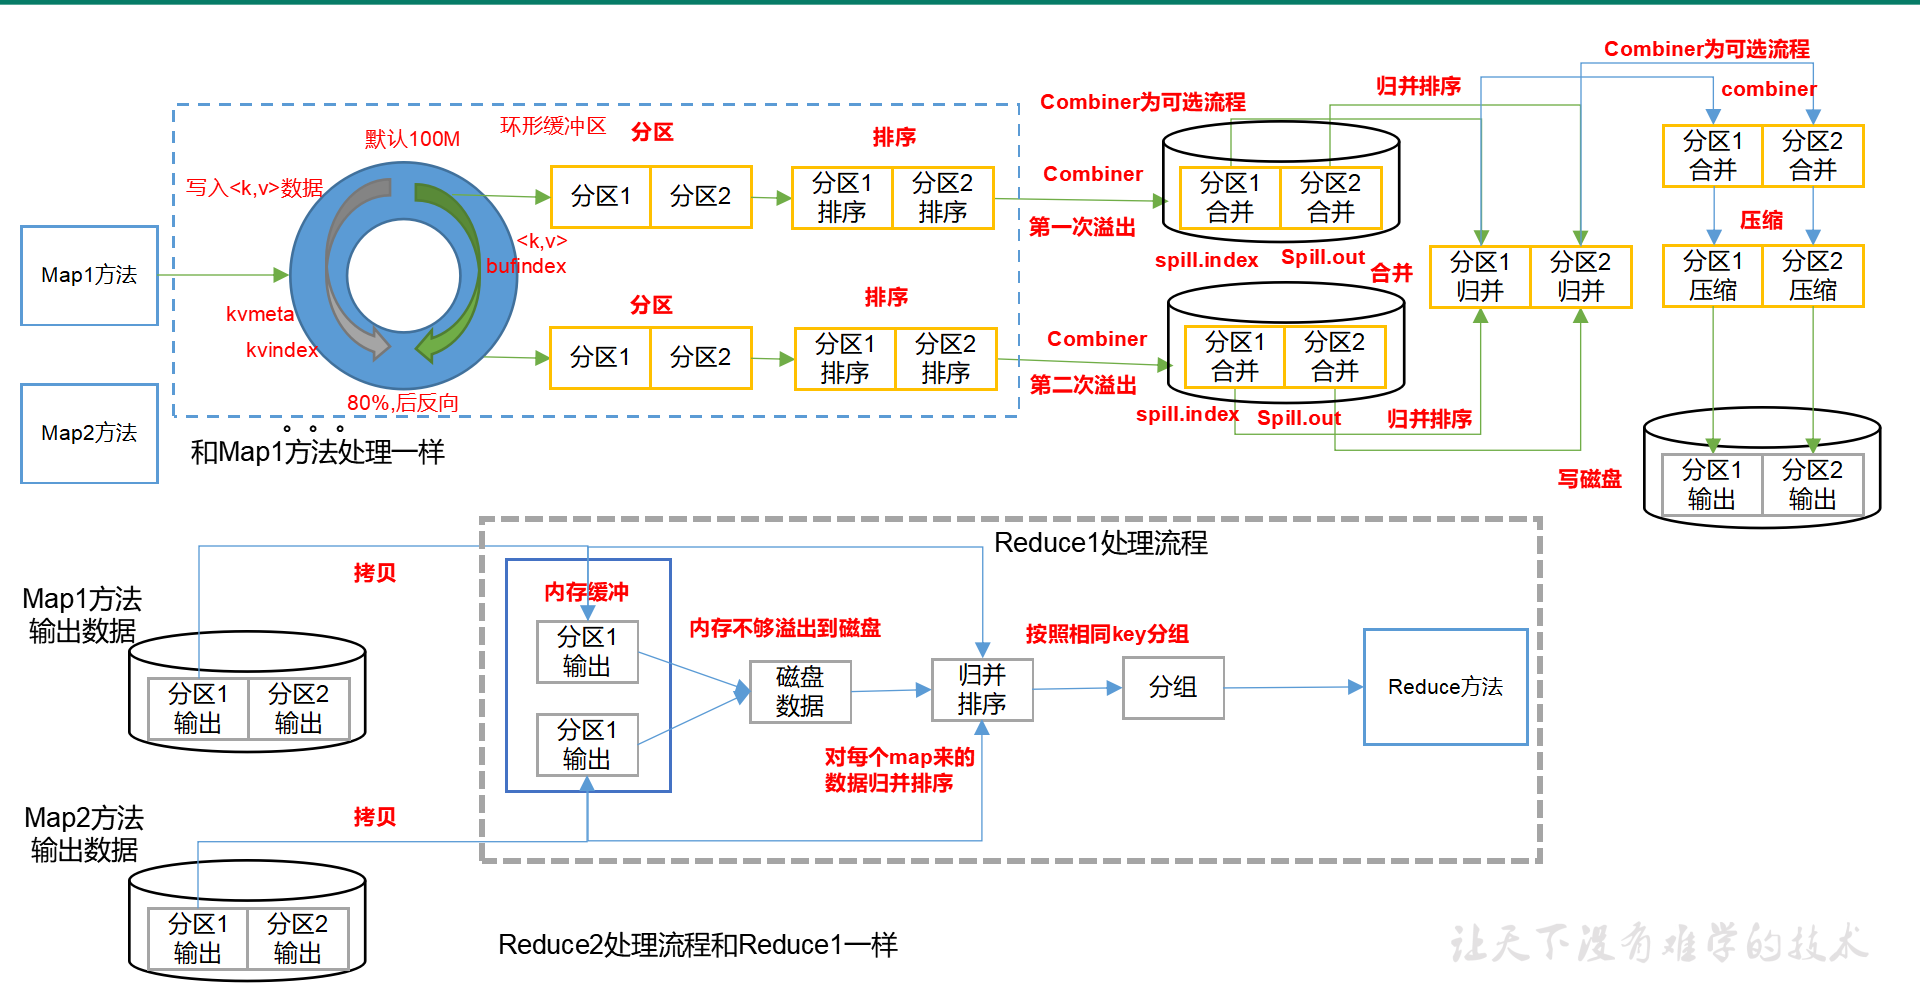 Combiner为可选流程
归并排序
combiner
Combiner为可选流程
默认100M
环形缓冲区
分区
排序
写入<k,v>数据
分区1
分区2
分区1
排序
分区2
排序
Combiner
第一次溢出
分区1
合并
分区2
合并
分区1
合并
分区2
合并
压缩
Map1方法
<k,v>
bufindex
spill.index
Spill.out
合并
分区1
归并
分区2
归并
分区1
压缩
分区2
压缩
kvmeta
kvindex
分区
排序
分区1
分区2
分区1
排序
分区2
排序
Combiner
第二次溢出
分区1
合并
分区2
合并
80%,后反向
spill.index
Spill.out
归并排序
Map2方法
。。。
和Map1方法处理一样
写磁盘
分区1
输出
分区2
输出
Reduce1处理流程
拷贝
Map1方法
输出数据
分区1
输出
分区2
输出
内存缓冲
分区1
输出
分区1
输出
内存不够溢出到磁盘
磁盘
数据
归并
排序
按照相同key分组
分组
Reduce方法
对每个map来的
数据归并排序
拷贝
Map2方法
输出数据
分区1
输出
分区2
输出
Reduce2处理流程和Reduce1一样
让天下没有难学的技术